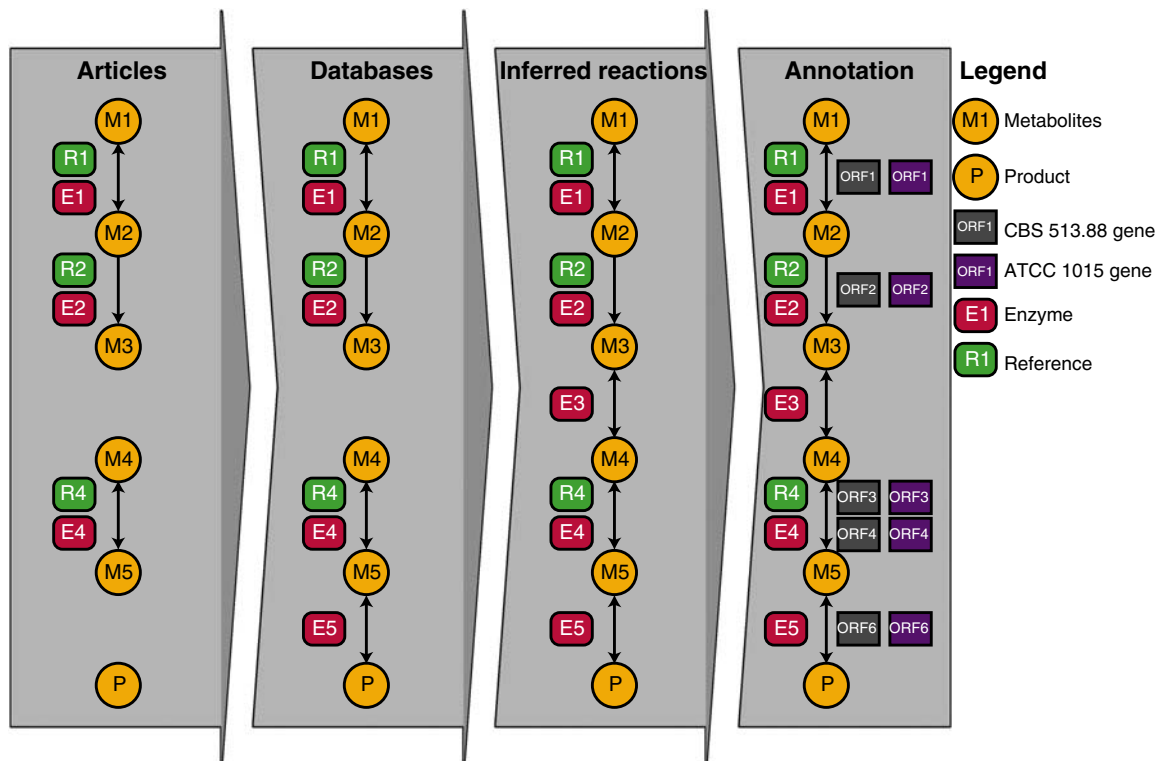 Articles
M1
R1
E1
M2
R2
E2
M3
M4
R4
E4
M5
P
Databases
M1
R1
E1
M2
R2
E2
M3
M4
R4
E4
M5
E5
P
Inferred reactions
M1
R1
E1
M2
R2
E2
M3
E3
M4
R4
E4
M5
E5
P
Annotation
M1
R1
ORF1 ORF1
E1
M2
R2
ORF2 ORF2
E2
M3
E3
M4
R4 ORF3 ORF3
E4 ORF4 ORF4
M5
E5 ORF6 ORF6
P
Legend
M1 Metabolites
P Product
ORF1 CBS 513.88 gene
ORF1 ATCC 1015 gene
E1 Enzyme
R1 Reference